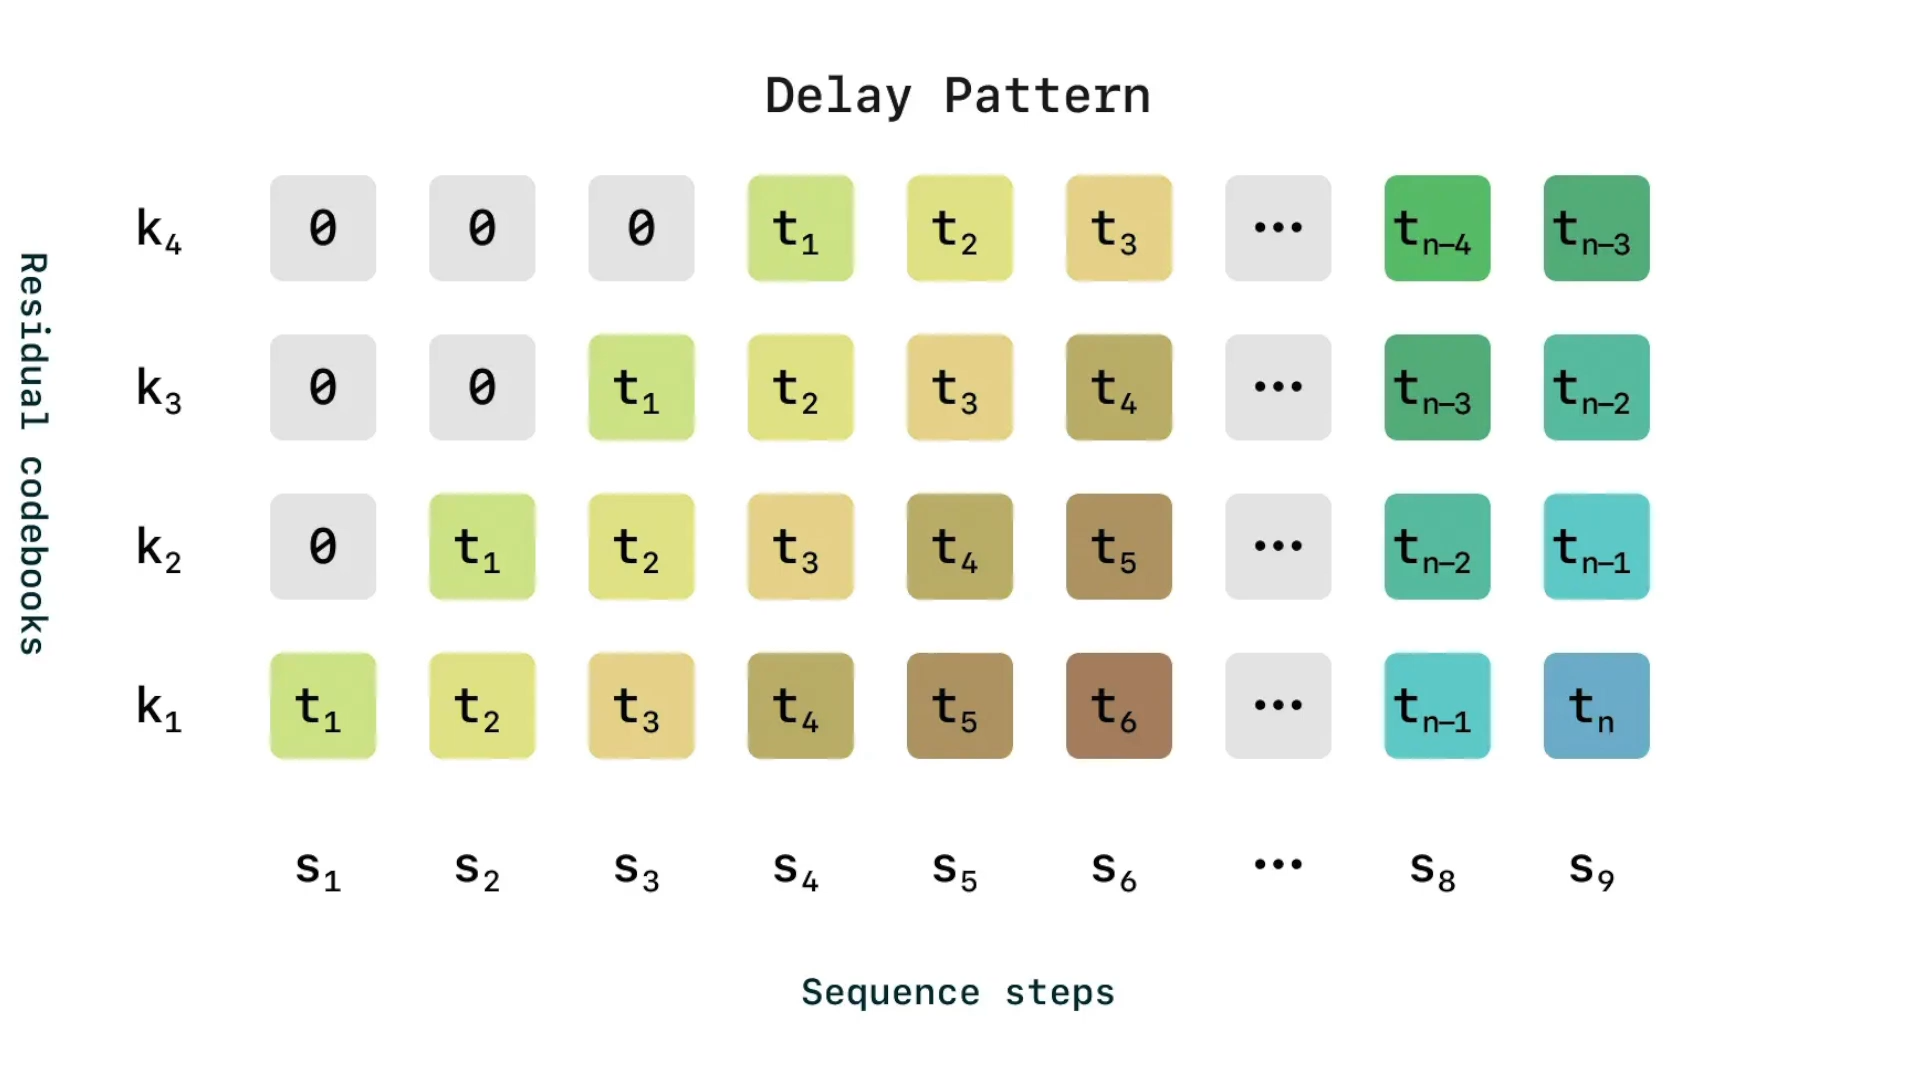 Delay Pattern
Residual codebooks
k₄ 0 0 0 t₁ t₂ t₃ ••• tₙ₋₄ tₙ₋₃
k₃ 0 0 t₁ t₂ t₃ t₄ ••• tₙ₋₃ tₙ₋₂
k₂ 0 t₁ t₂ t₃ t₄ t₅ ••• tₙ₋₂ tₙ₋₁
k₁ t₁ t₂ t₃ t₄ t₅ t₆ ••• tₙ₋₁ tₙ
s₁ s₂ s₃ s₄ s₅ s₆ ••• s₈ s₉
Sequence steps